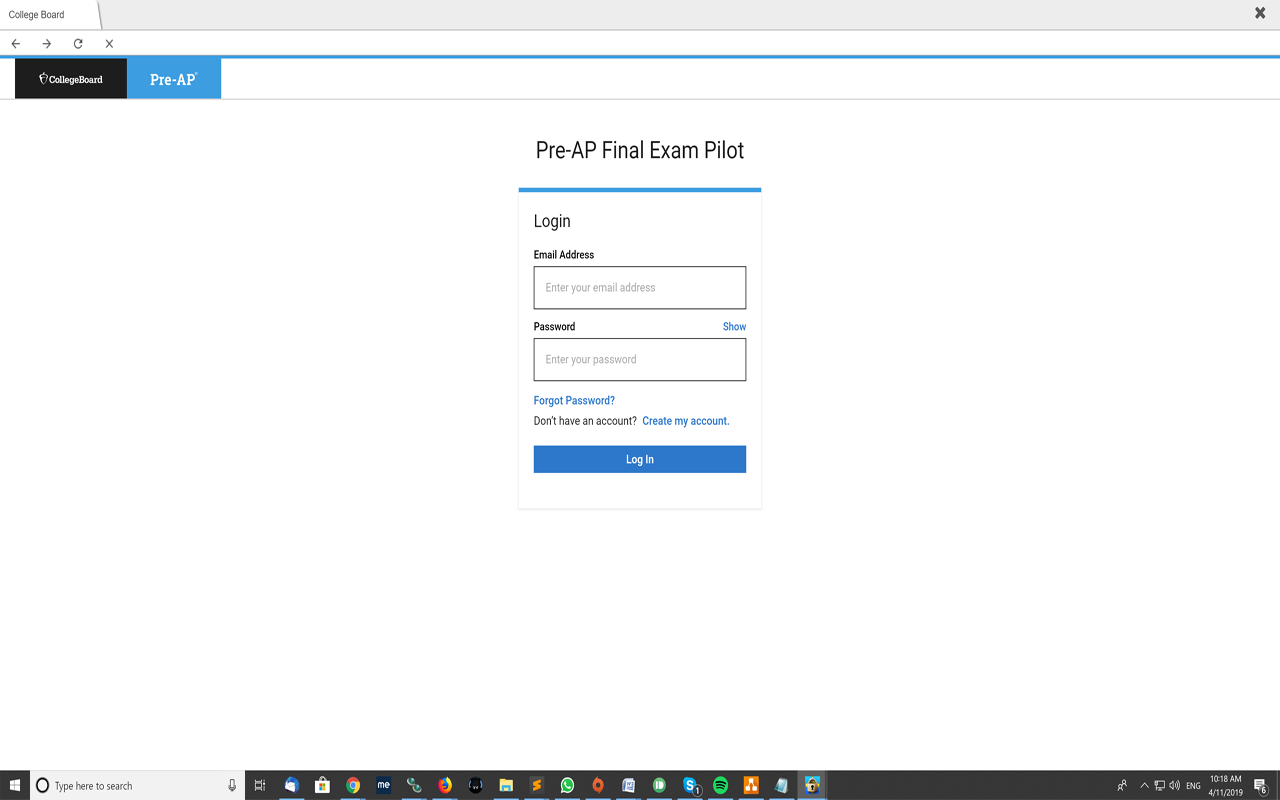 College Board
CollegeBoard
Pre-AP®
Pre-AP Final Exam Pilot
Login
Email Address
Enter your email address
Password Show
Enter your password
Forgot Password?
Don't have an account? Create my account.
Log In
Type here to search
me
1
ENG
10:18 AM
4/11/2019
6